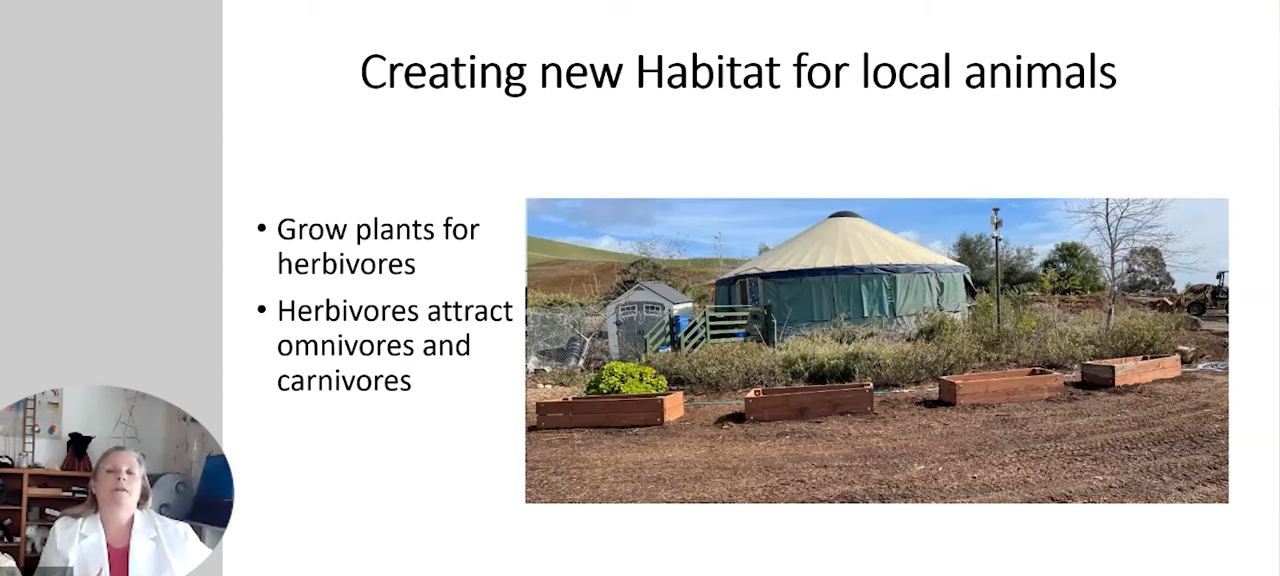 Creating new Habitat for local animals
• Grow plants for
herbivores
• Herbivores attract
omnivores and
carnivores